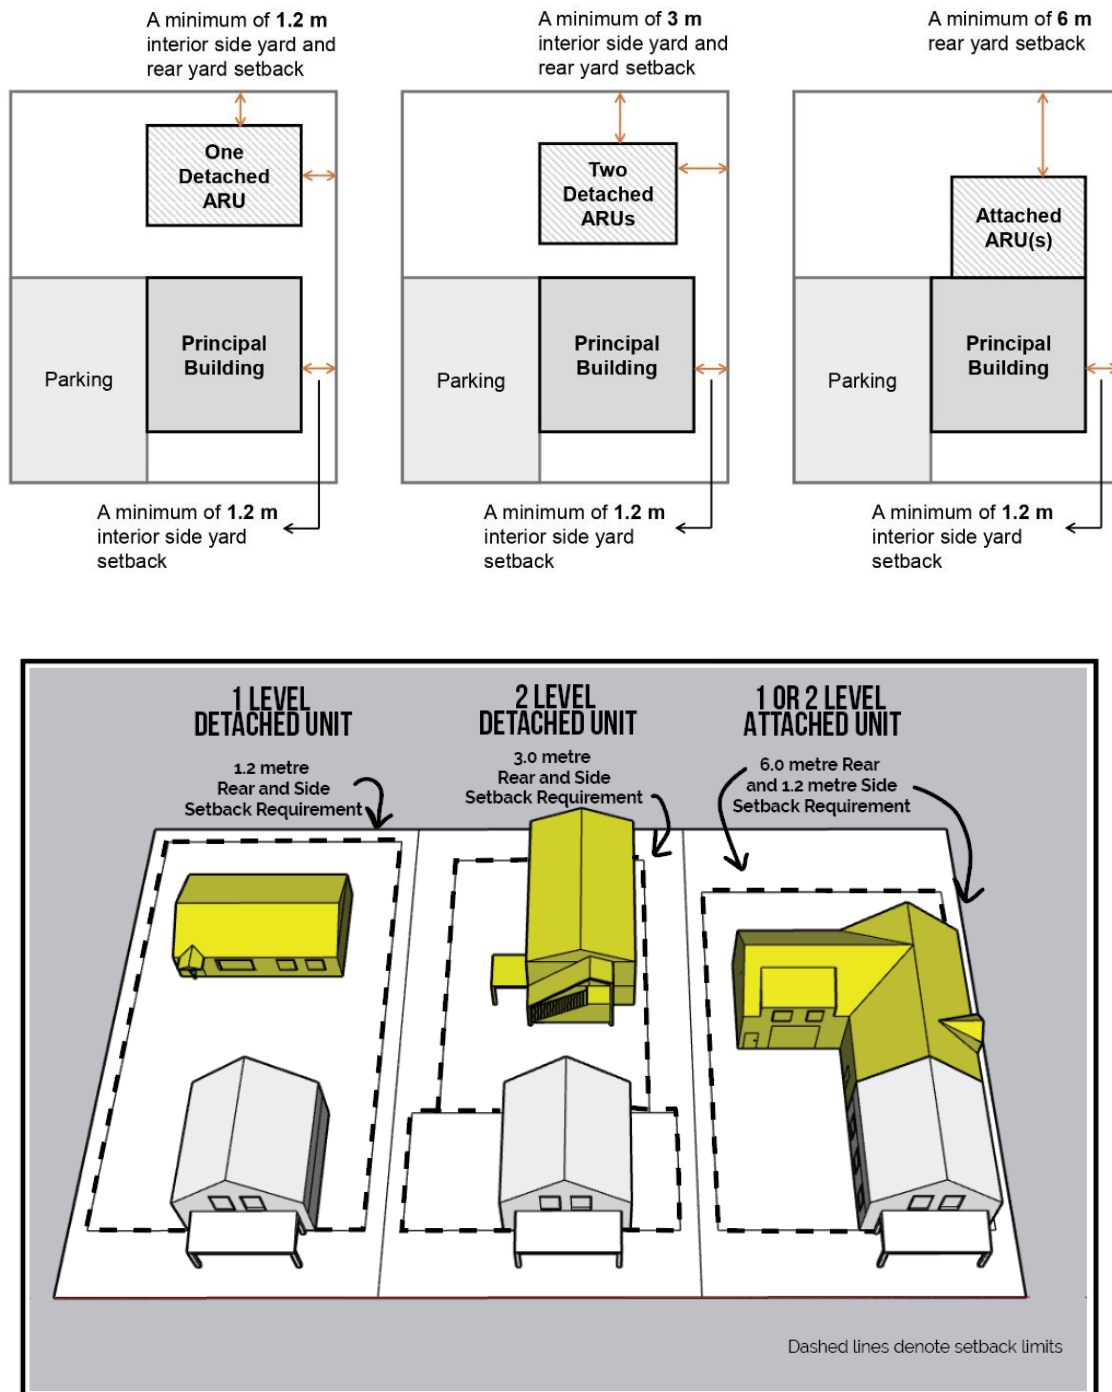 A minimum of 1.2 m
interior side yard and
rear yard setback
One
Detached
ARU
Principal
Building
Parking
A minimum of 1.2 m
interior side yard
setback
A minimum of 3 m
interior side yard and
rear yard setback
Two
Detached
ARUs
Principal
Building
Parking
A minimum of 1.2 m
interior side yard
setback
A minimum of 6 m
rear yard setback
Attached
ARU(s)
Principal
Building
Parking
A minimum of 1.2 m
interior side yard
setback
1 LEVEL
DETACHED UNIT
1.2 metre
Rear and Side
Setback Requirement
2 LEVEL
DETACHED UNIT
3.0 metre
Rear and Side
Setback Requirement
1 OR 2 LEVEL
ATTACHED UNIT
6.0 metre Rear
and 1.2 metre Side
Setback Requirement
Dashed lines denote setback limits